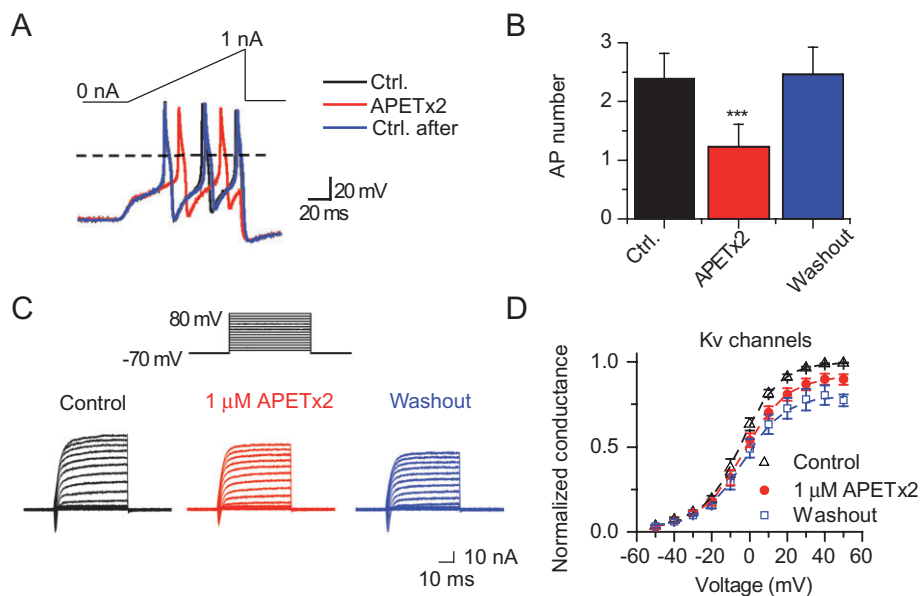 A
1 nA
0 nA
Ctrl.
APETx2
Ctrl. after
20 mV
20 ms
B
AP number
3
2
1
0
Ctrl.
APETx2
Washout
***
C
80 mV
-70 mV
Control
1 μM APETx2
Washout
10 nA
10 ms
D
Kv channels
Normalized conductance
1.0
0.5
0.0
Control
1 μM APETx2
Washout
-60 -40 -20 0 20 40 60
Voltage (mV)